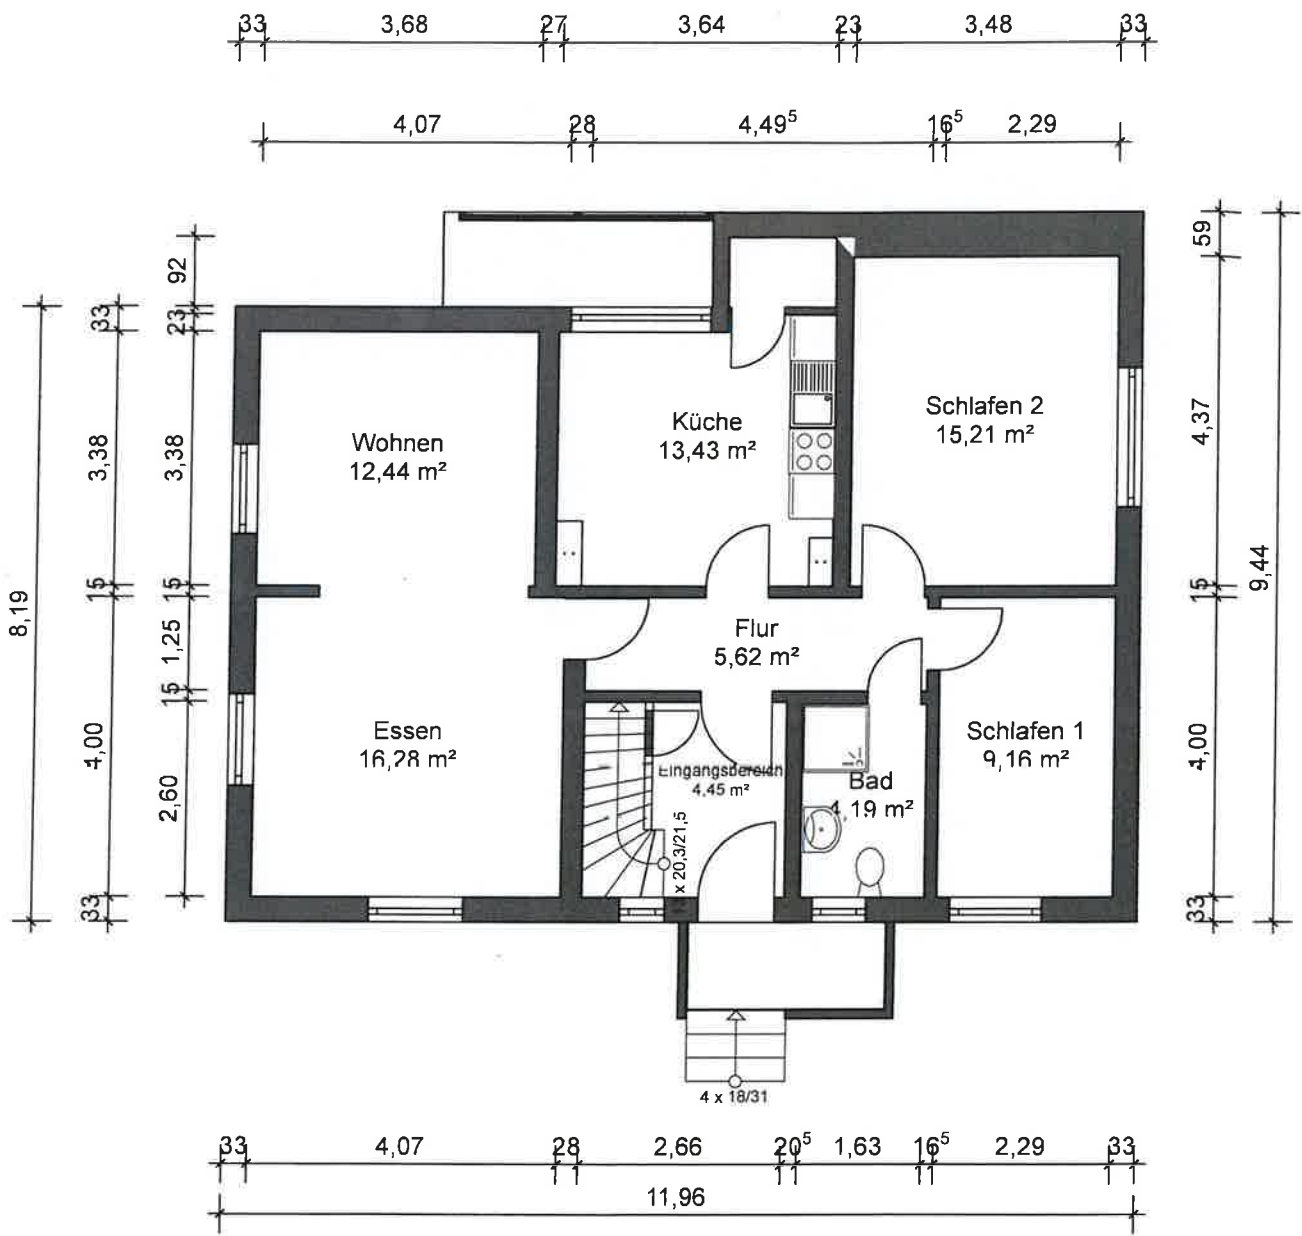 33 3,68 27 3,64 23 3,48 33
4,07 28 4,49⁵ 16⁵ 2,29
59
92
33
23
Schlafen 2
15,21 m²
Küche
13,43 m²
Wohnen
12,44 m²
3,38
3,38
4,37
9,44
8,19
15
15
15
1,25
Flur
5,62 m²
15
Essen
16,28 m²
Schlafen 1
9,16 m²
4,00
4,00
2,60
Eingangsbereich
4,45 m²
Bad
4,19 m²
x 20,3/21,5
33
33
4 x 18/31
33 4,07 28 2,66 20⁵ 1,63 16⁵ 2,29 33
11,96